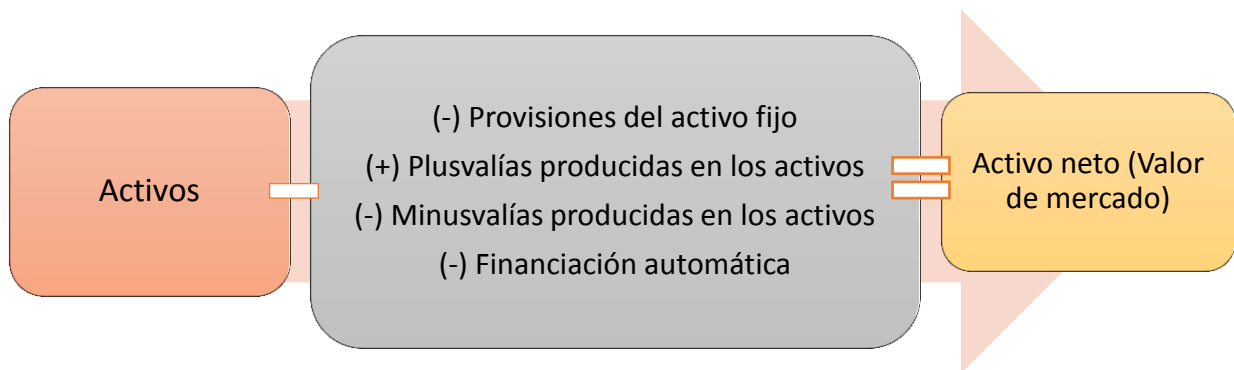 Activos
(-) Provisiones del activo fijo
(+) Plusvalías producidas en los activos
(-) Minusvalías producidas en los activos
(-) Financiación automática
Activo neto (Valor
de mercado)